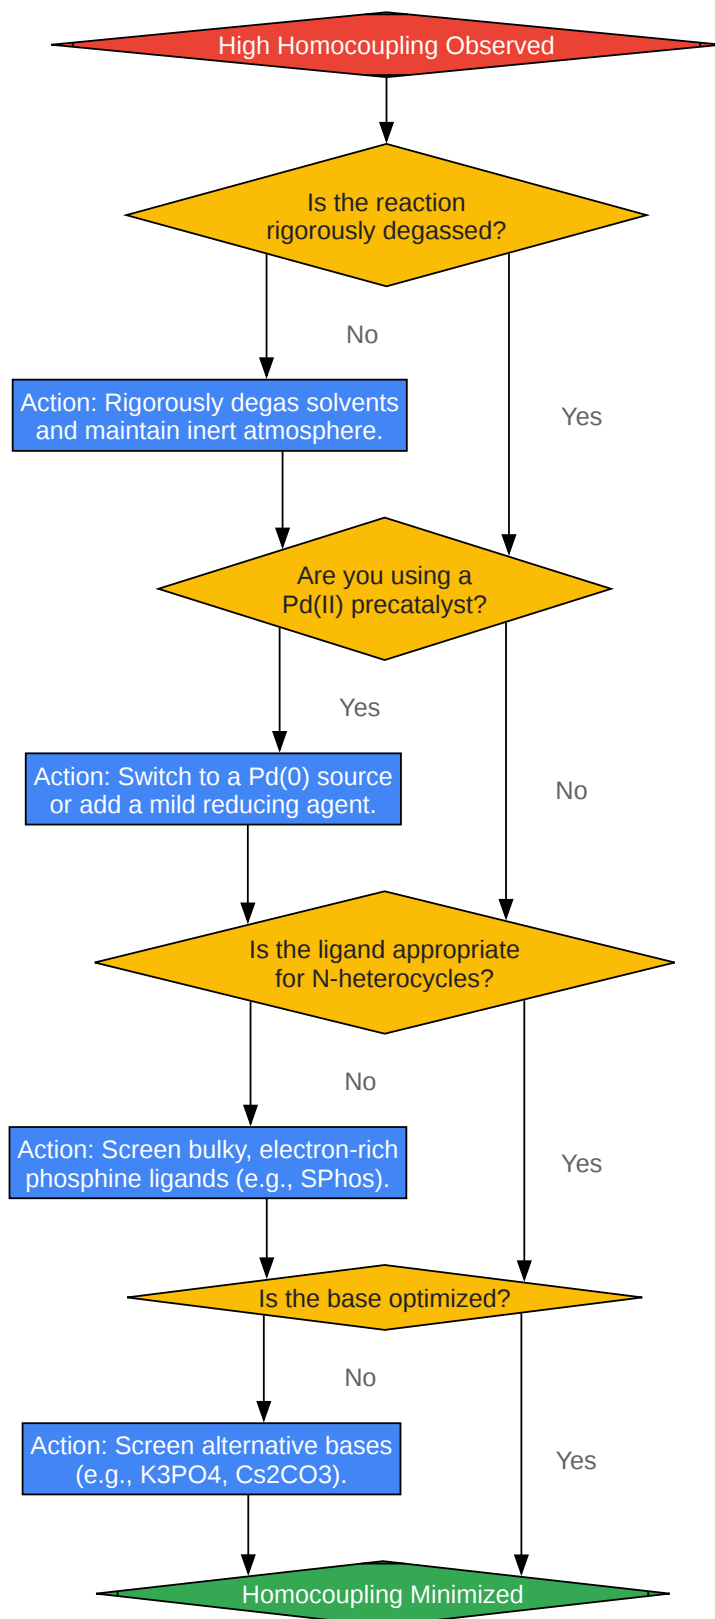 High Homocoupling Observed
Is the reaction
rigorously degassed?
No
Action: Rigorously degas solvents
and maintain inert atmosphere.
Yes
Are you using a
Pd(II) precatalyst?
Yes
Action: Switch to a Pd(0) source
or add a mild reducing agent.
No
Is the ligand appropriate
for N-heterocycles?
No
Action: Screen bulky, electron-rich
phosphine ligands (e.g., SPhos).
Yes
Is the base optimized?
No
Action: Screen alternative bases
(e.g., K3PO4, Cs2CO3).
Yes
Homocoupling Minimized